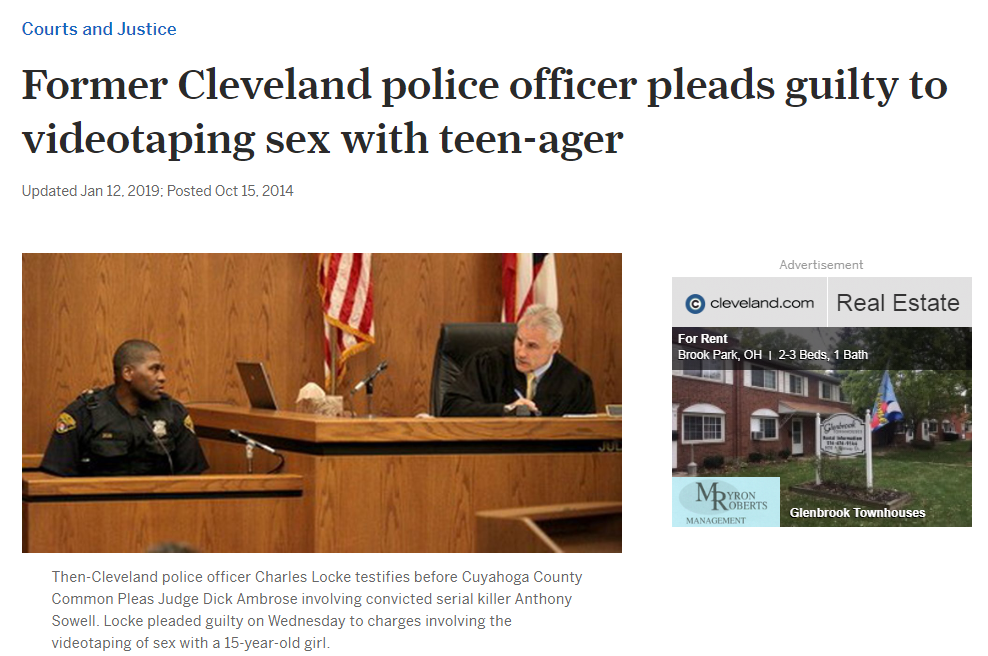 Courts and Justice
Former Cleveland police officer pleads guilty to
videotaping sex with teen-ager
Updated Jan 12, 2019; Posted Oct 15, 2014
Advertisement
cleveland.com
Real Estate
For Rent
Brook Park, OH | 2-3 Beds, 1 Bath
Glenbrook
MYRON
ROBERTS
MANAGEMENT
Glenbrook Townhouses
Then-Cleveland police officer Charles Locke testifies before Cuyahoga County
Common Pleas Judge Dick Ambrose involving convicted serial killer Anthony
Sowell. Locke pleaded guilty on Wednesday to charges involving the
videotaping of sex with a 15-year-old girl.